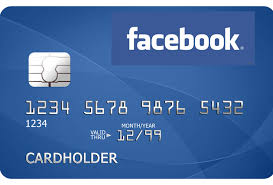 facebook
1234 5678 9876 5432
1234
MONTH/YEAR
VALID THRU 12/99
CARDHOLDER